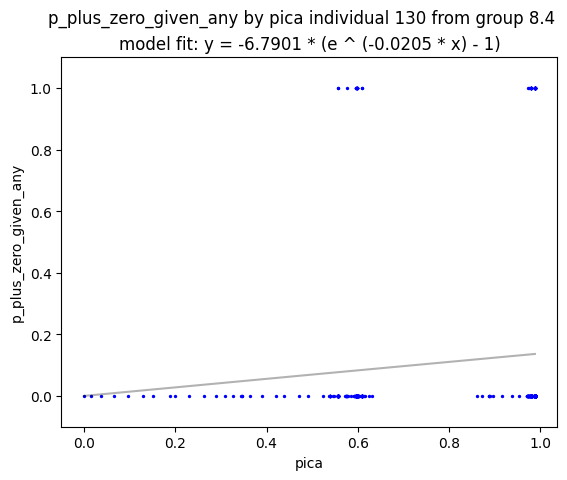 p_plus_zero_given_any by pica individual 130 from group 8.4
model fit: y = -6.7901 * (e ^ (-0.0205 * x) - 1)
1.0
0.8
0.6
0.4
0.2
0.0
p_plus_zero_given_any
0.0 0.2 0.4 0.6 0.8 1.0
pica